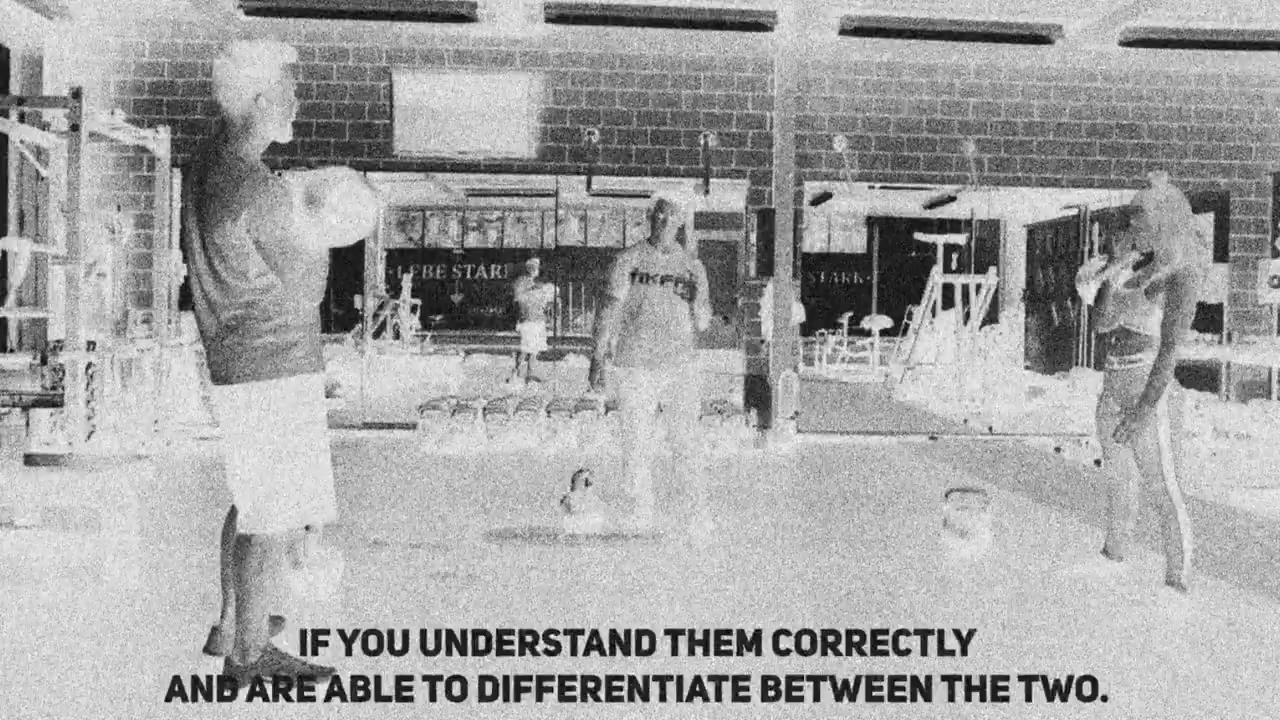 LEBE STARK
STARK
IF YOU UNDERSTAND THEM CORRECTLY
AND ARE ABLE TO DIFFERENTIATE BETWEEN THE TWO.